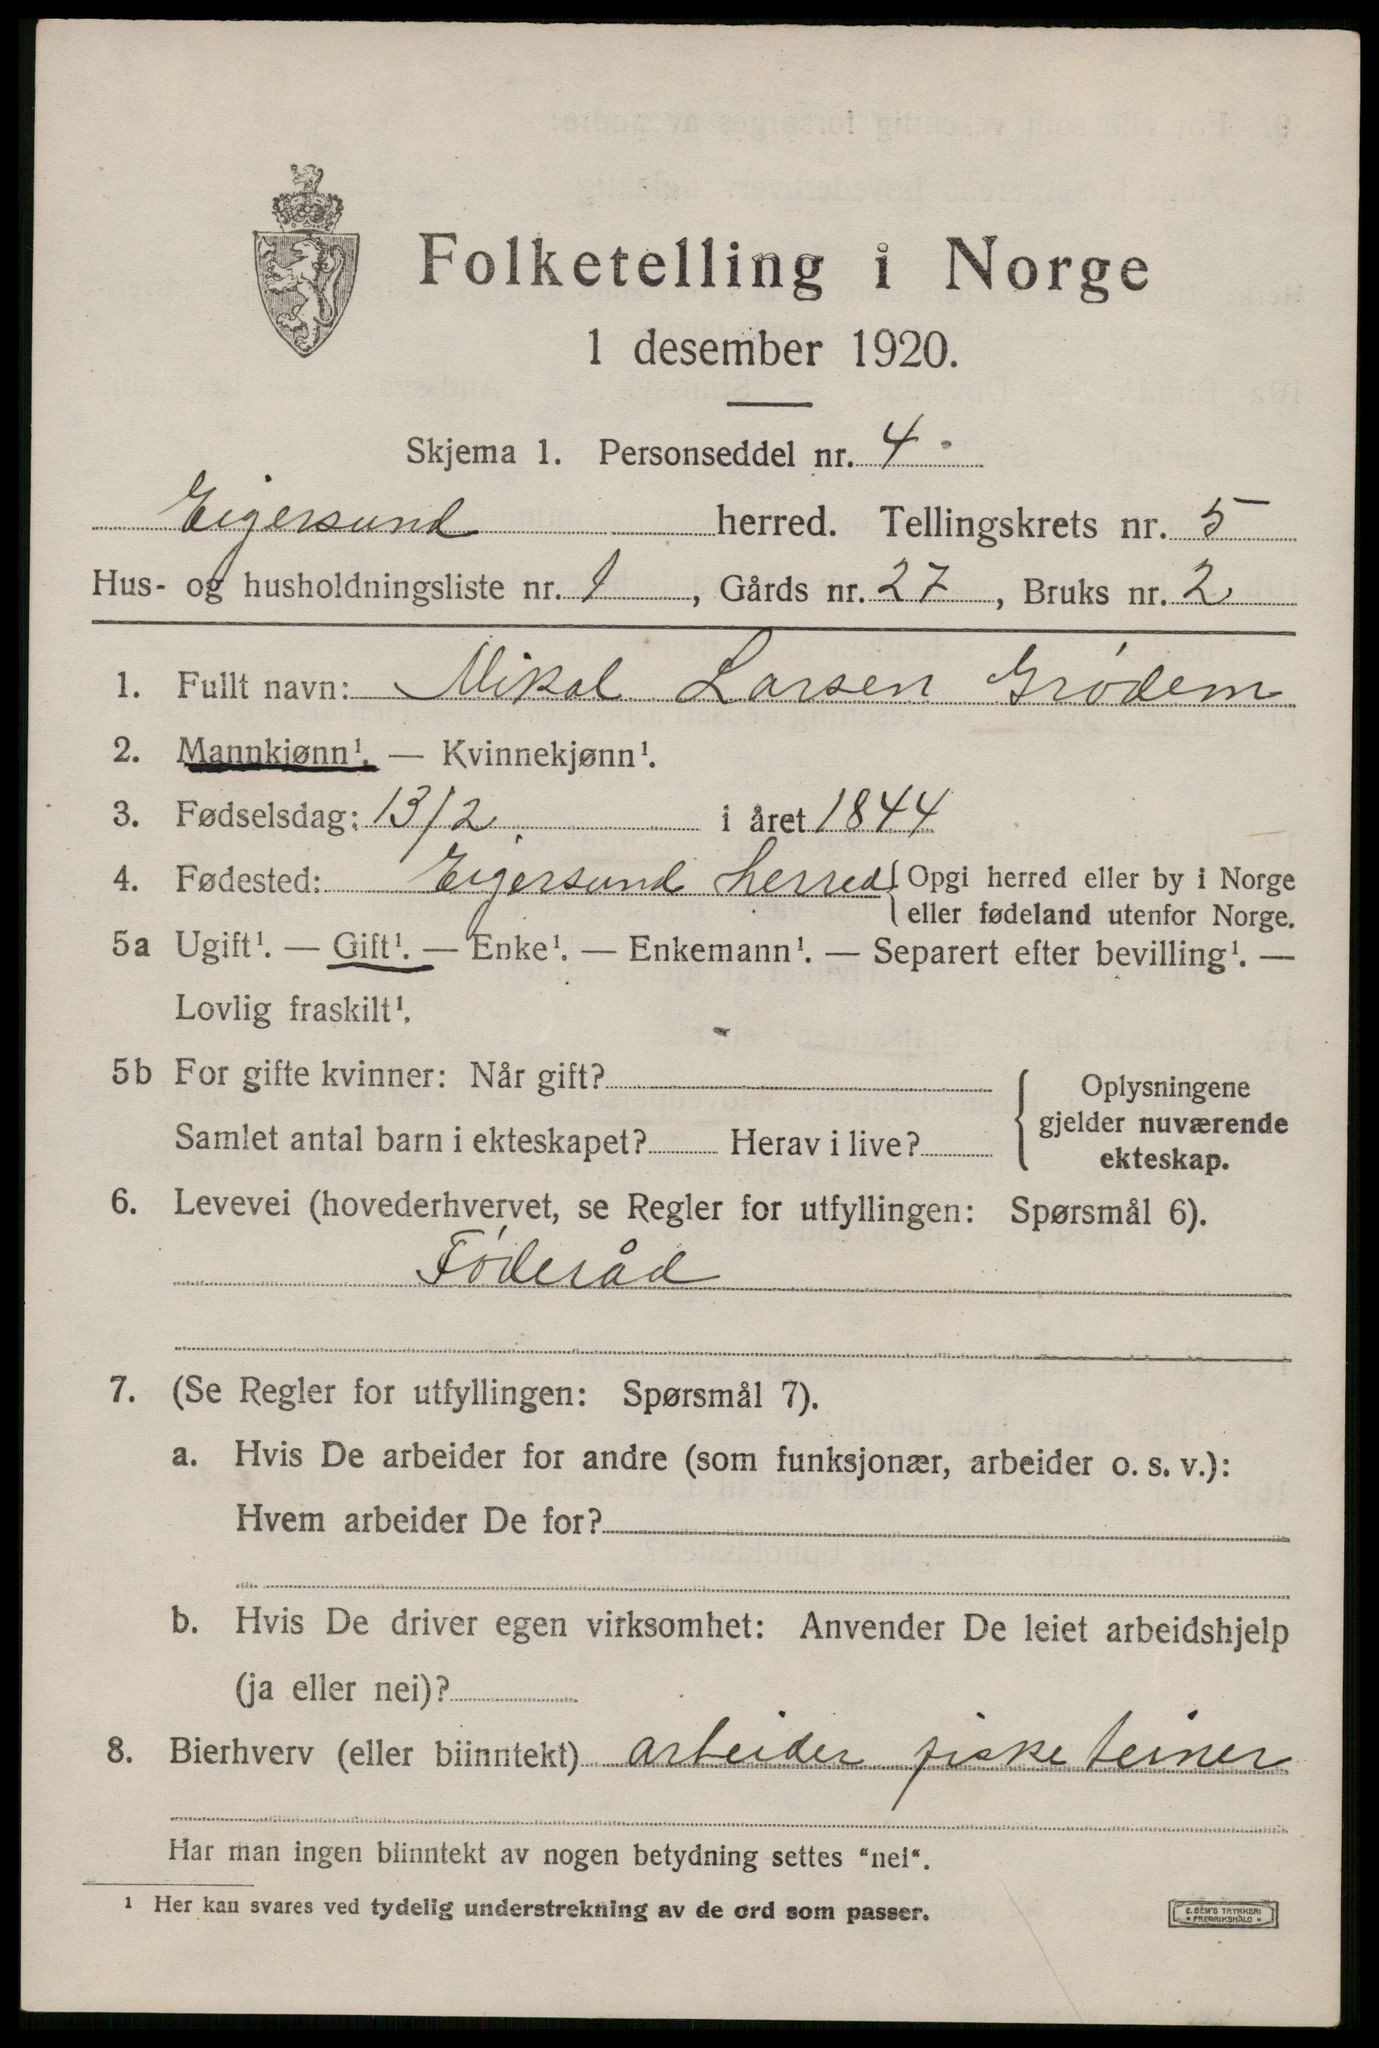 Folketelling i Norge
1 desember 1920.
Skjema 1. Personseddel nr. 4
Eigersund herred. Tellingskrets nr. 5
Hus- og husholdningsliste nr. 1, Gårds nr. 27, Bruks nr. 2
1. Fullt navn: Mikal Larsen Grødem
2. Mannkjønn¹. — Kvinnekjønn¹.
3. Fødselsdag: 13/2 i året 1844
4. Fødested: Eigersund herred { Opgi herred eller by i Norge
eller fødeland utenfor Norge.
5a Ugift¹. — Gift¹. — Enke¹. — Enkemann¹. — Separert efter bevilling¹. —
Lovlig fraskilt¹.
5b For gifte kvinner: Når gift?
Samlet antal barn i ekteskapet? Herav i live?
Oplysningene
gjelder nuværende
ekteskap.
6. Levevei (hovederhvervet, se Regler for utfyllingen: Spørsmål 6).
Føderåd
7. (Se Regler for utfyllingen: Spørsmål 7).
a. Hvis De arbeider for andre (som funksjonær, arbeider o. s. v.):
Hvem arbeider De for?
b. Hvis De driver egen virksomhet: Anvender De leiet arbeidshjelp
(ja eller nei)?
8. Bierhverv (eller biinntekt) arbeider fisketeiner
Har man ingen biinntekt av nogen betydning settes "nei".
¹ Her kan svares ved tydelig understrekning av de ord som passer.
E. SEM'S TRYKKERI
FREDRIKSHALD